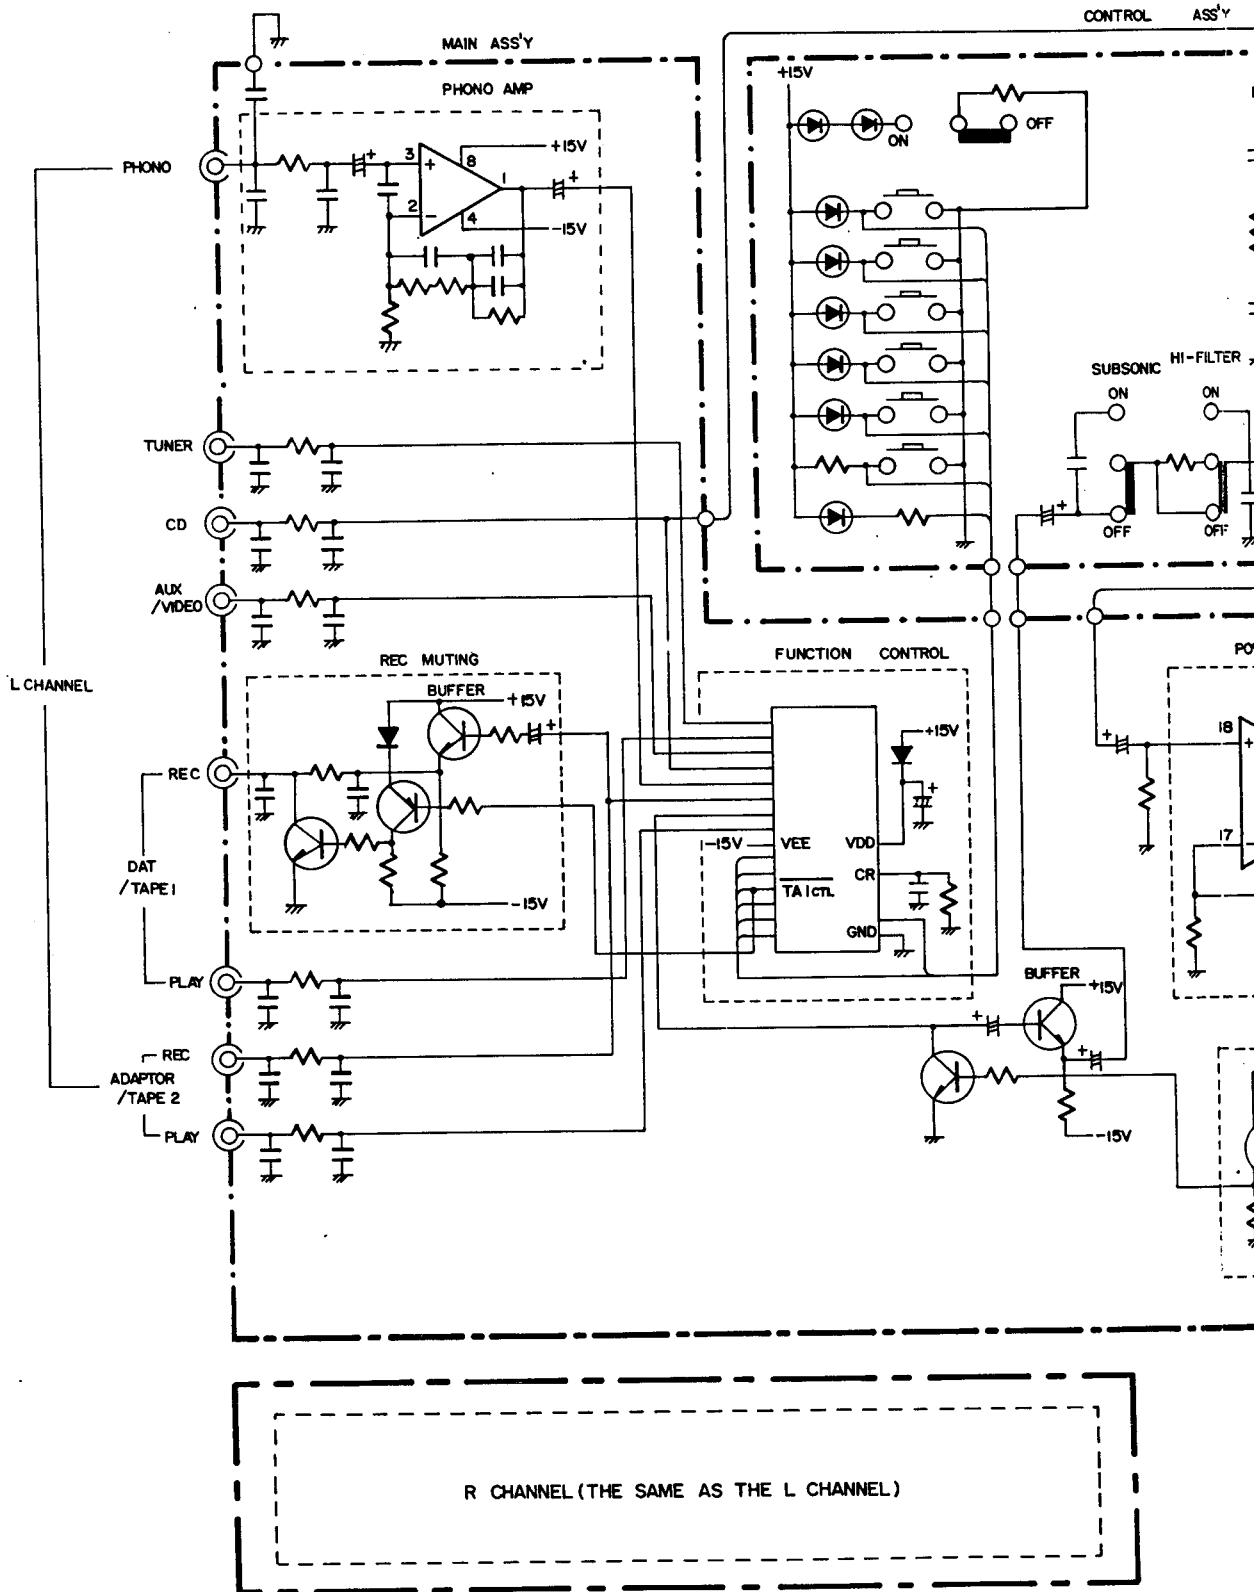 CONTROL ASS'Y
MAIN ASS'Y
PHONO AMP
+15V
ON
OFF
PHONO
+
3
+
8
+15V
1
+
2
−
4
−15V
SUBSONIC
HI-FILTER
ON
ON
TUNER
CD
+
OFF
OFF
AUX
/VIDEO
L CHANNEL
REC MUTING
BUFFER
+15V
+
FUNCTION CONTROL
+15V
+
+
18
+
REC
-15V
VEE
VDD
17
DAT
/TAPE 1
TA1CTL
CR
-15V
GND
PLAY
BUFFER
+15V
+
+
REC
ADAPTOR
/TAPE 2
PLAY
-15V
R CHANNEL (THE SAME AS THE L CHANNEL)